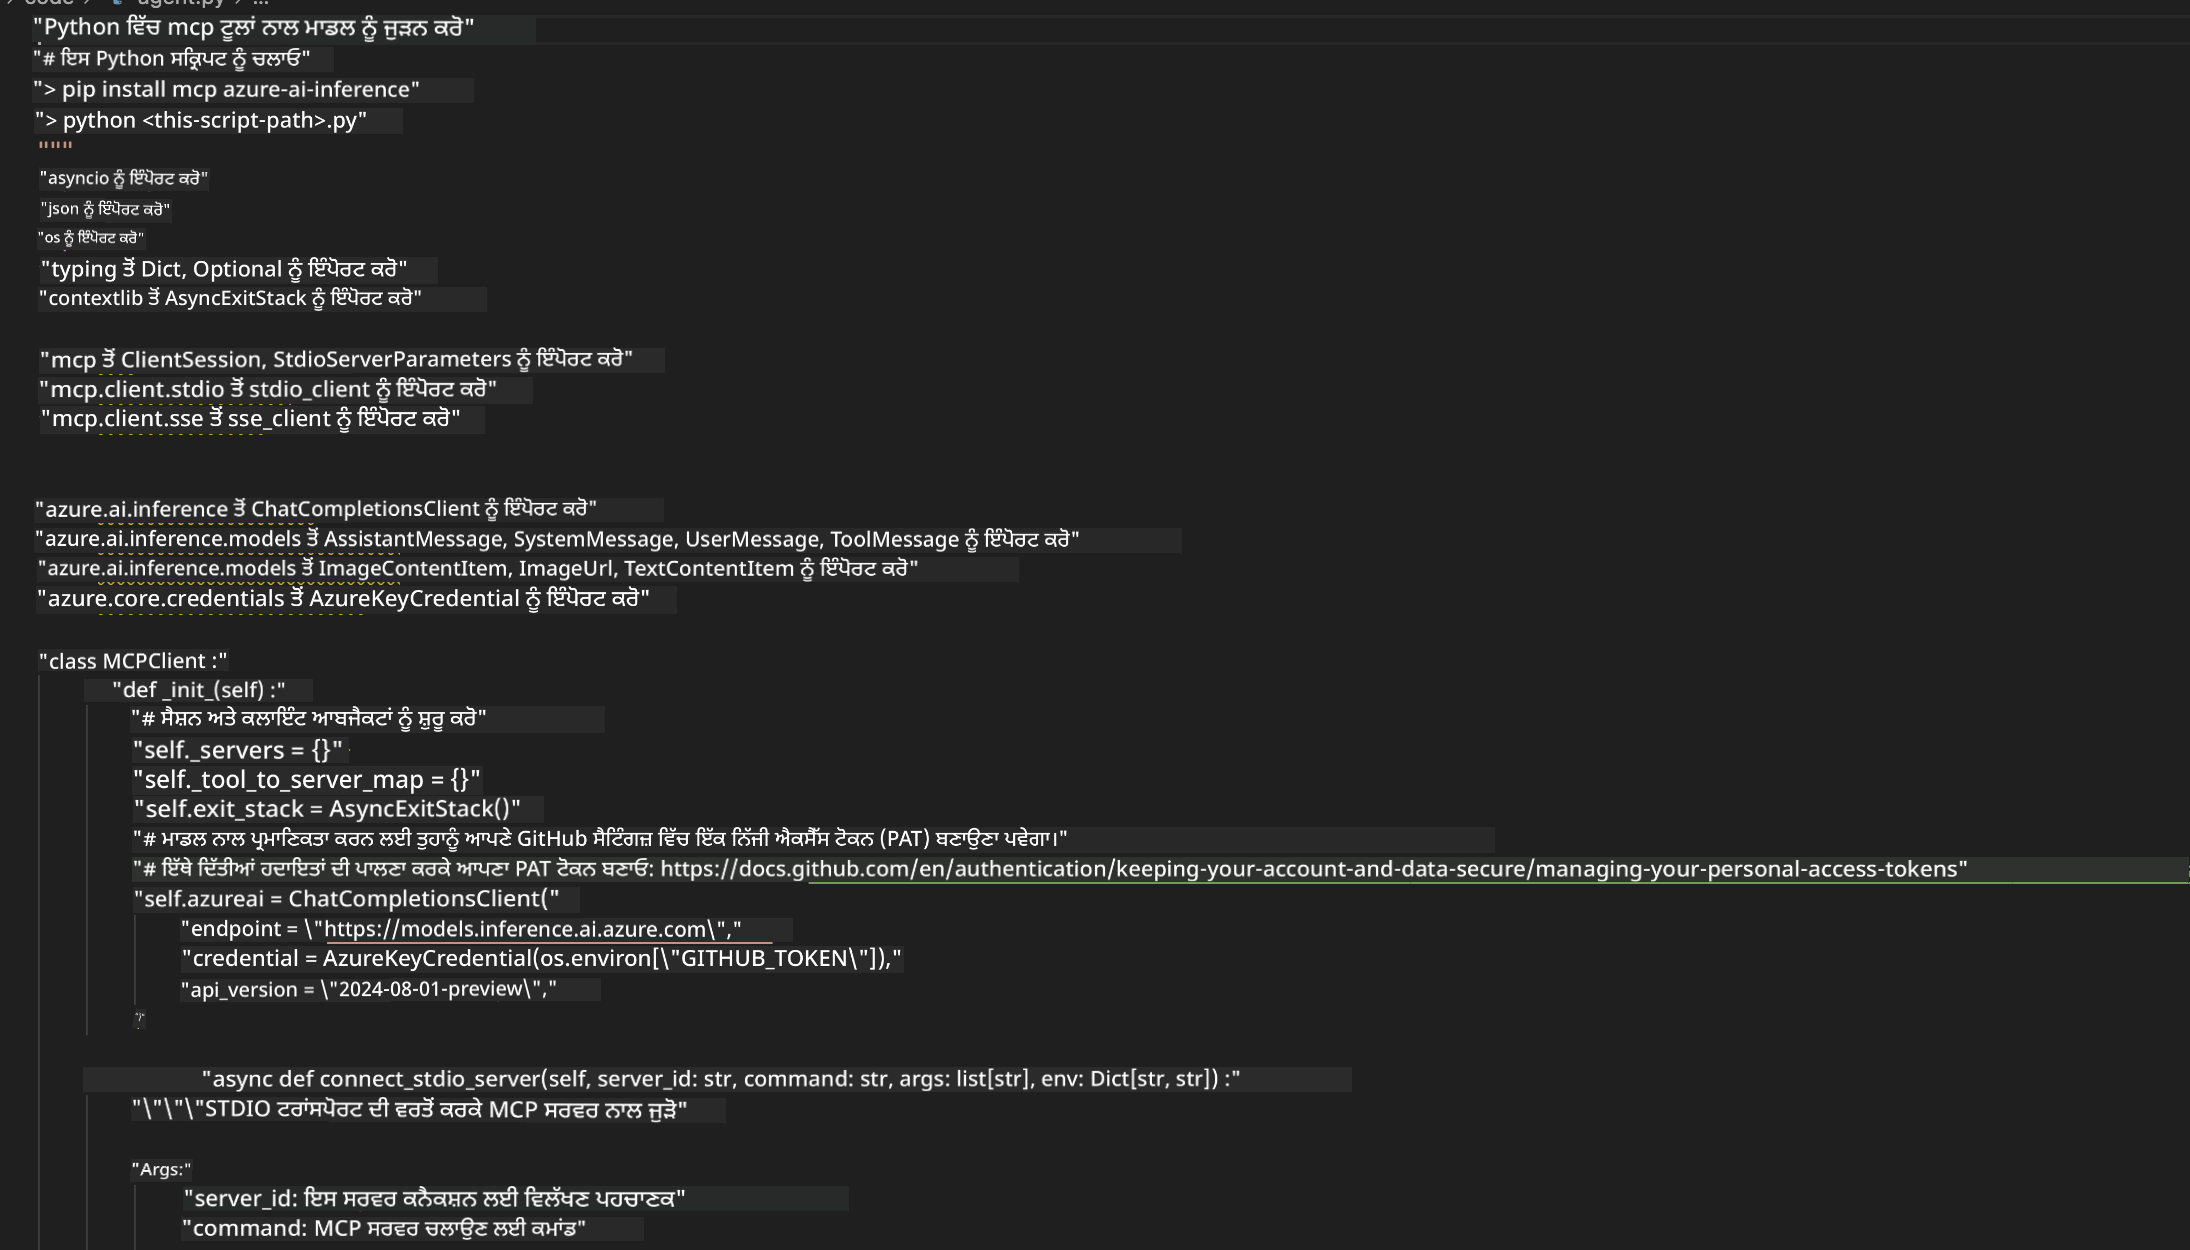 code > agent.py > ...
"Python ਵਿੱਚ mcp ਟੂਲਾਂ ਨਾਲ ਮਾਡਲ ਨੂੰ ਜੁੜਨ ਕਰੋ"
"# ਇਸ Python ਸਕ੍ਰਿਪਟ ਨੂੰ ਚਲਾਓ"
"> pip install mcp azure-ai-inference"
"> python <this-script-path>.py"
"""
"asyncio ਨੂੰ ਇੰਪੋਰਟ ਕਰੋ"
"json ਨੂੰ ਇੰਪੋਰਟ ਕਰੋ"
"os ਨੂੰ ਇੰਪੋਰਟ ਕਰੋ"
"typing ਤੋਂ Dict, Optional ਨੂੰ ਇੰਪੋਰਟ ਕਰੋ"
"contextlib ਤੋਂ AsyncExitStack ਨੂੰ ਇੰਪੋਰਟ ਕਰੋ"
"mcp ਤੋਂ ClientSession, StdioServerParameters ਨੂੰ ਇੰਪੋਰਟ ਕਰੋ"
"mcp.client.stdio ਤੋਂ stdio_client ਨੂੰ ਇੰਪੋਰਟ ਕਰੋ"
"mcp.client.sse ਤੋਂ sse_client ਨੂੰ ਇੰਪੋਰਟ ਕਰੋ"
"azure.ai.inference ਤੋਂ ChatCompletionsClient ਨੂੰ ਇੰਪੋਰਟ ਕਰੋ"
"azure.ai.inference.models ਤੋਂ AssistantMessage, SystemMessage, UserMessage, ToolMessage ਨੂੰ ਇੰਪੋਰਟ ਕਰੋ"
"azure.ai.inference.models ਤੋਂ ImageContentItem, ImageUrl, TextContentItem ਨੂੰ ਇੰਪੋਰਟ ਕਰੋ"
"azure.core.credentials ਤੋਂ AzureKeyCredential ਨੂੰ ਇੰਪੋਰਟ ਕਰੋ"
"class MCPClient :"
"def _init_(self) :"
"# ਸੈਸ਼ਨ ਅਤੇ ਕਲਾਇੰਟ ਆਬਜੈਕਟਾਂ ਨੂੰ ਸ਼ੁਰੂ ਕਰੋ"
"self._servers = {}"
"self._tool_to_server_map = {}"
"self.exit_stack = AsyncExitStack()"
"# ਮਾਡਲ ਨਾਲ ਪ੍ਰਮਾਣਿਕਤਾ ਕਰਨ ਲਈ ਤੁਹਾਨੂੰ ਆਪਣੇ GitHub ਸੈਟਿੰਗਜ਼ ਵਿੱਚ ਇੱਕ ਨਿੱਜੀ ਐਕਸੈੱਸ ਟੋਕਨ (PAT) ਬਣਾਉਣਾ ਪਵੇਗਾ।"
"# ਇੱਥੇ ਦਿੱਤੀਆਂ ਹਦਾਇਤਾਂ ਦੀ ਪਾਲਣਾ ਕਰਕੇ ਆਪਣਾ PAT ਟੋਕਨ ਬਣਾਓ: https://docs.github.com/en/authentication/keeping-your-account-and-data-secure/managing-your-personal-access-tokens"
"self.azureai = ChatCompletionsClient("
"endpoint = \"https://models.inference.ai.azure.com\","
"credential = AzureKeyCredential(os.environ[\"GITHUB_TOKEN\"]),"
"api_version = \"2024-08-01-preview\","
")"
"async def connect_stdio_server(self, server_id: str, command: str, args: list[str], env: Dict[str, str]) :"
"\"\"\"STDIO ਟਰਾਂਸਪੋਰਟ ਦੀ ਵਰਤੋਂ ਕਰਕੇ MCP ਸਰਵਰ ਨਾਲ ਜੁੜੋ"
"Args:"
"server_id: ਇਸ ਸਰਵਰ ਕਨੈਕਸ਼ਨ ਲਈ ਵਿਲੱਖਣ ਪਹਚਾਣਕ"
"command: MCP ਸਰਵਰ ਚਲਾਉਣ ਲਈ ਕਮਾਂਡ"